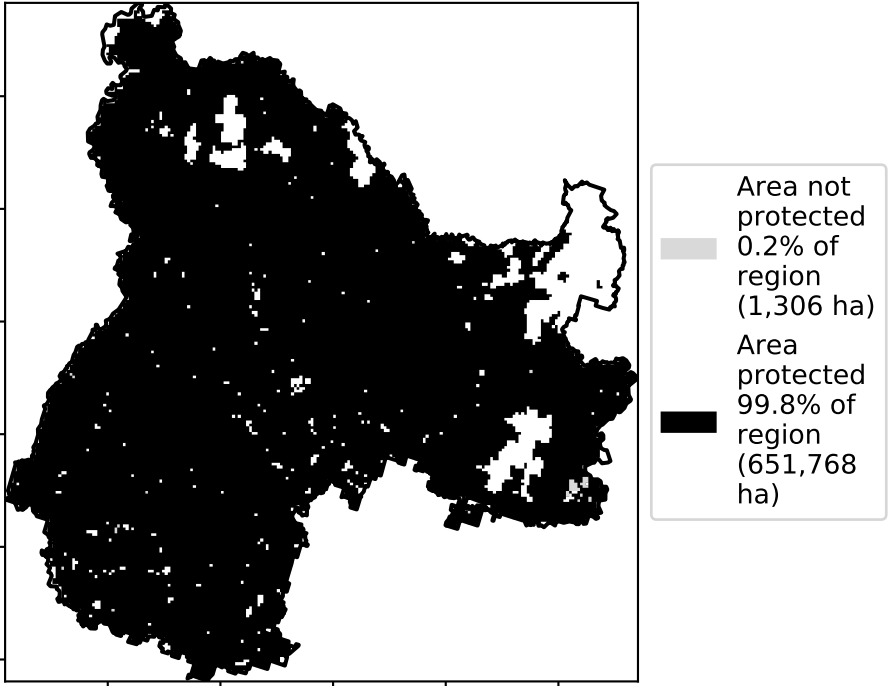 Area not
protected
0.2% of
region
(1,306 ha)
Area
protected
99.8% of
region
(651,768
ha)